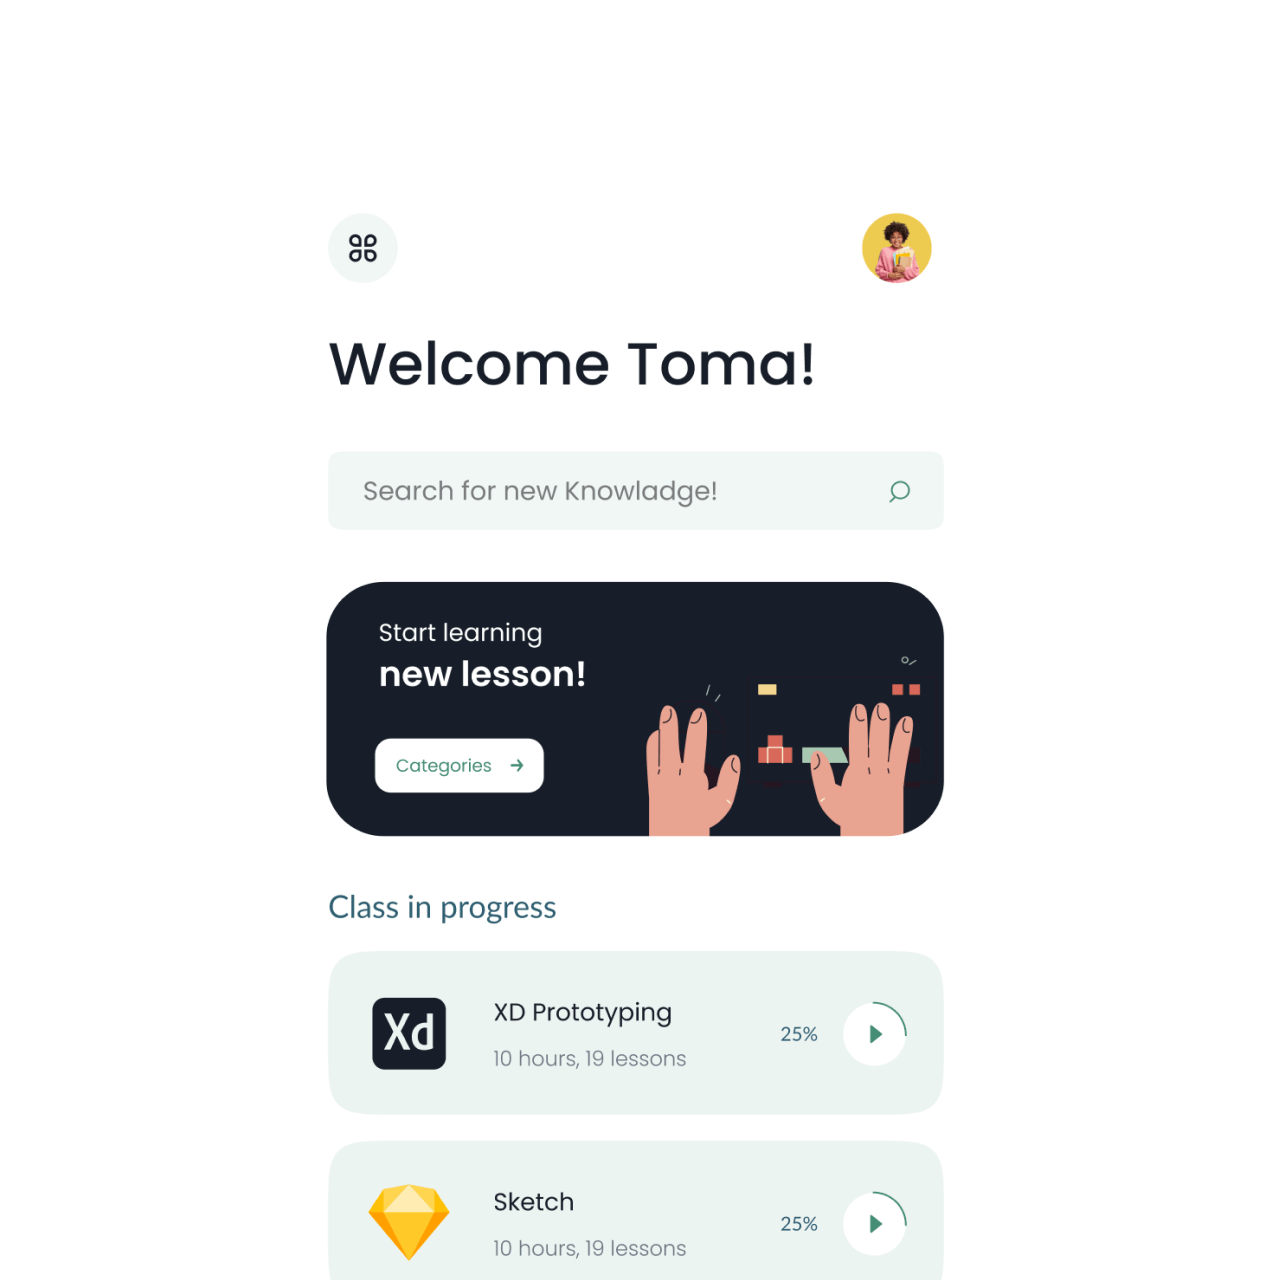 Welcome Toma!
Search for new Knowladge!
Start learning
new lesson!
Categories
Class in progress
Xd
XD Prototyping
10 hours, 19 lessons
25%
Sketch
10 hours, 19 lessons
25%